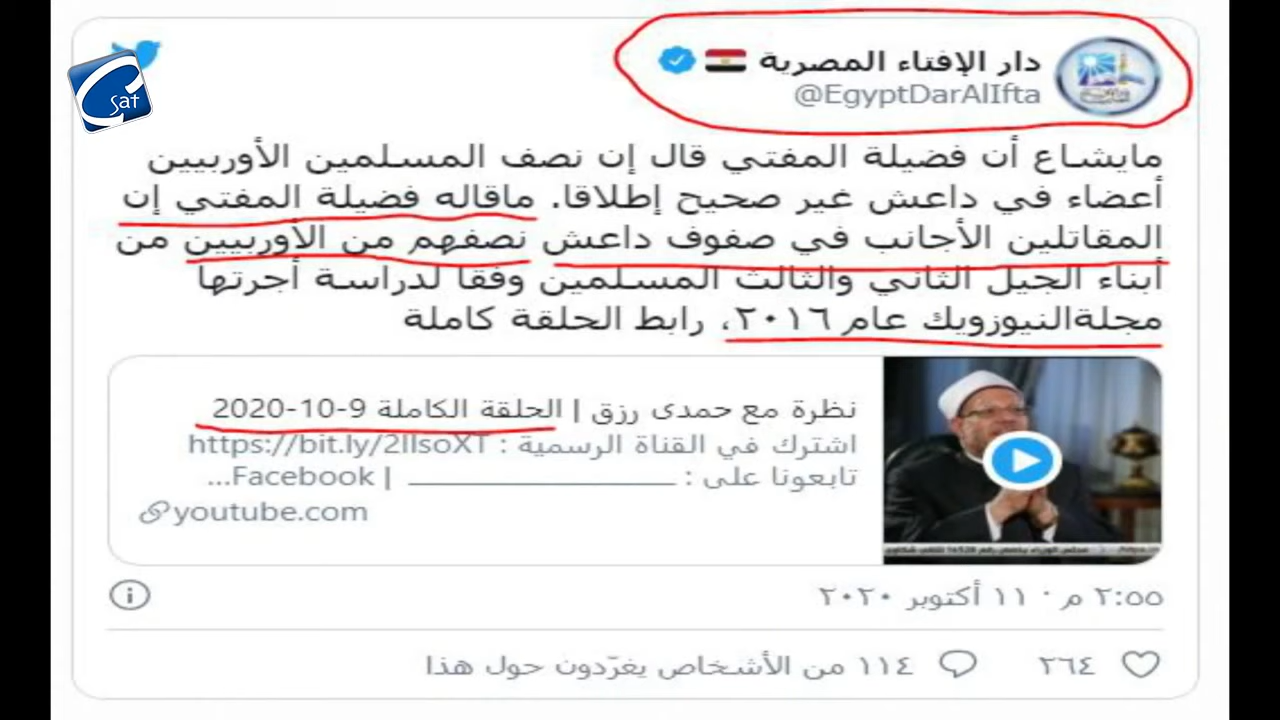 C sat
دار الإفتاء المصرية
@EgyptDarAlIfta
مايشاع أن فضيلة المفتي قال إن نصف المسلمين الأوربيين
أعضاء في داعش غير صحيح إطلاقا. ماقاله فضيلة المفتي إن
المقاتلين الأجانب في صفوف داعش نصفهم من الأوربيين من
أبناء الجيل الثاني والثالث المسلمين وفقا لدراسة أجرتها
مجلةالنيوزويك عام ٢٠١٦، رابط الحلقة كاملة
نظرة مع حمدى رزق | الحلقة الكاملة 9-10-2020
اشترك في القناة الرسمية : https://bit.ly/2IIsoXT
تابعونا على : ـــــــــــــــــــــــــــــ | Facebook...
youtube.com
٢:٥٥ م · ١١ أكتوبر ٢٠٢٠
٢٦٤ ١١٤ من الأشخاص يغرّدون حول هذا